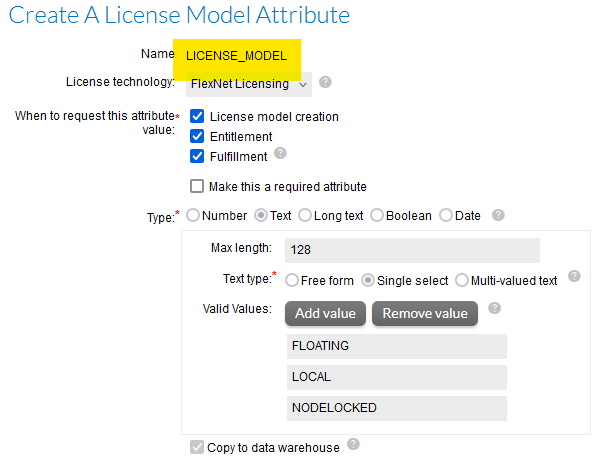 Create A License Model Attribute
Name LICENSE_MODEL
License technology: FlexNet Licensing ?
When to request this attribute value:* License model creation
Entitlement
Fulfillment ?
Make this a required attribute
Type:* Number Text Long text Boolean Date ?
Max length: 128
Text type:* Free form Single select Multi-valued text ?
Valid Values: Add value Remove value ?
FLOATING
LOCAL
NODELOCKED
Copy to data warehouse ?